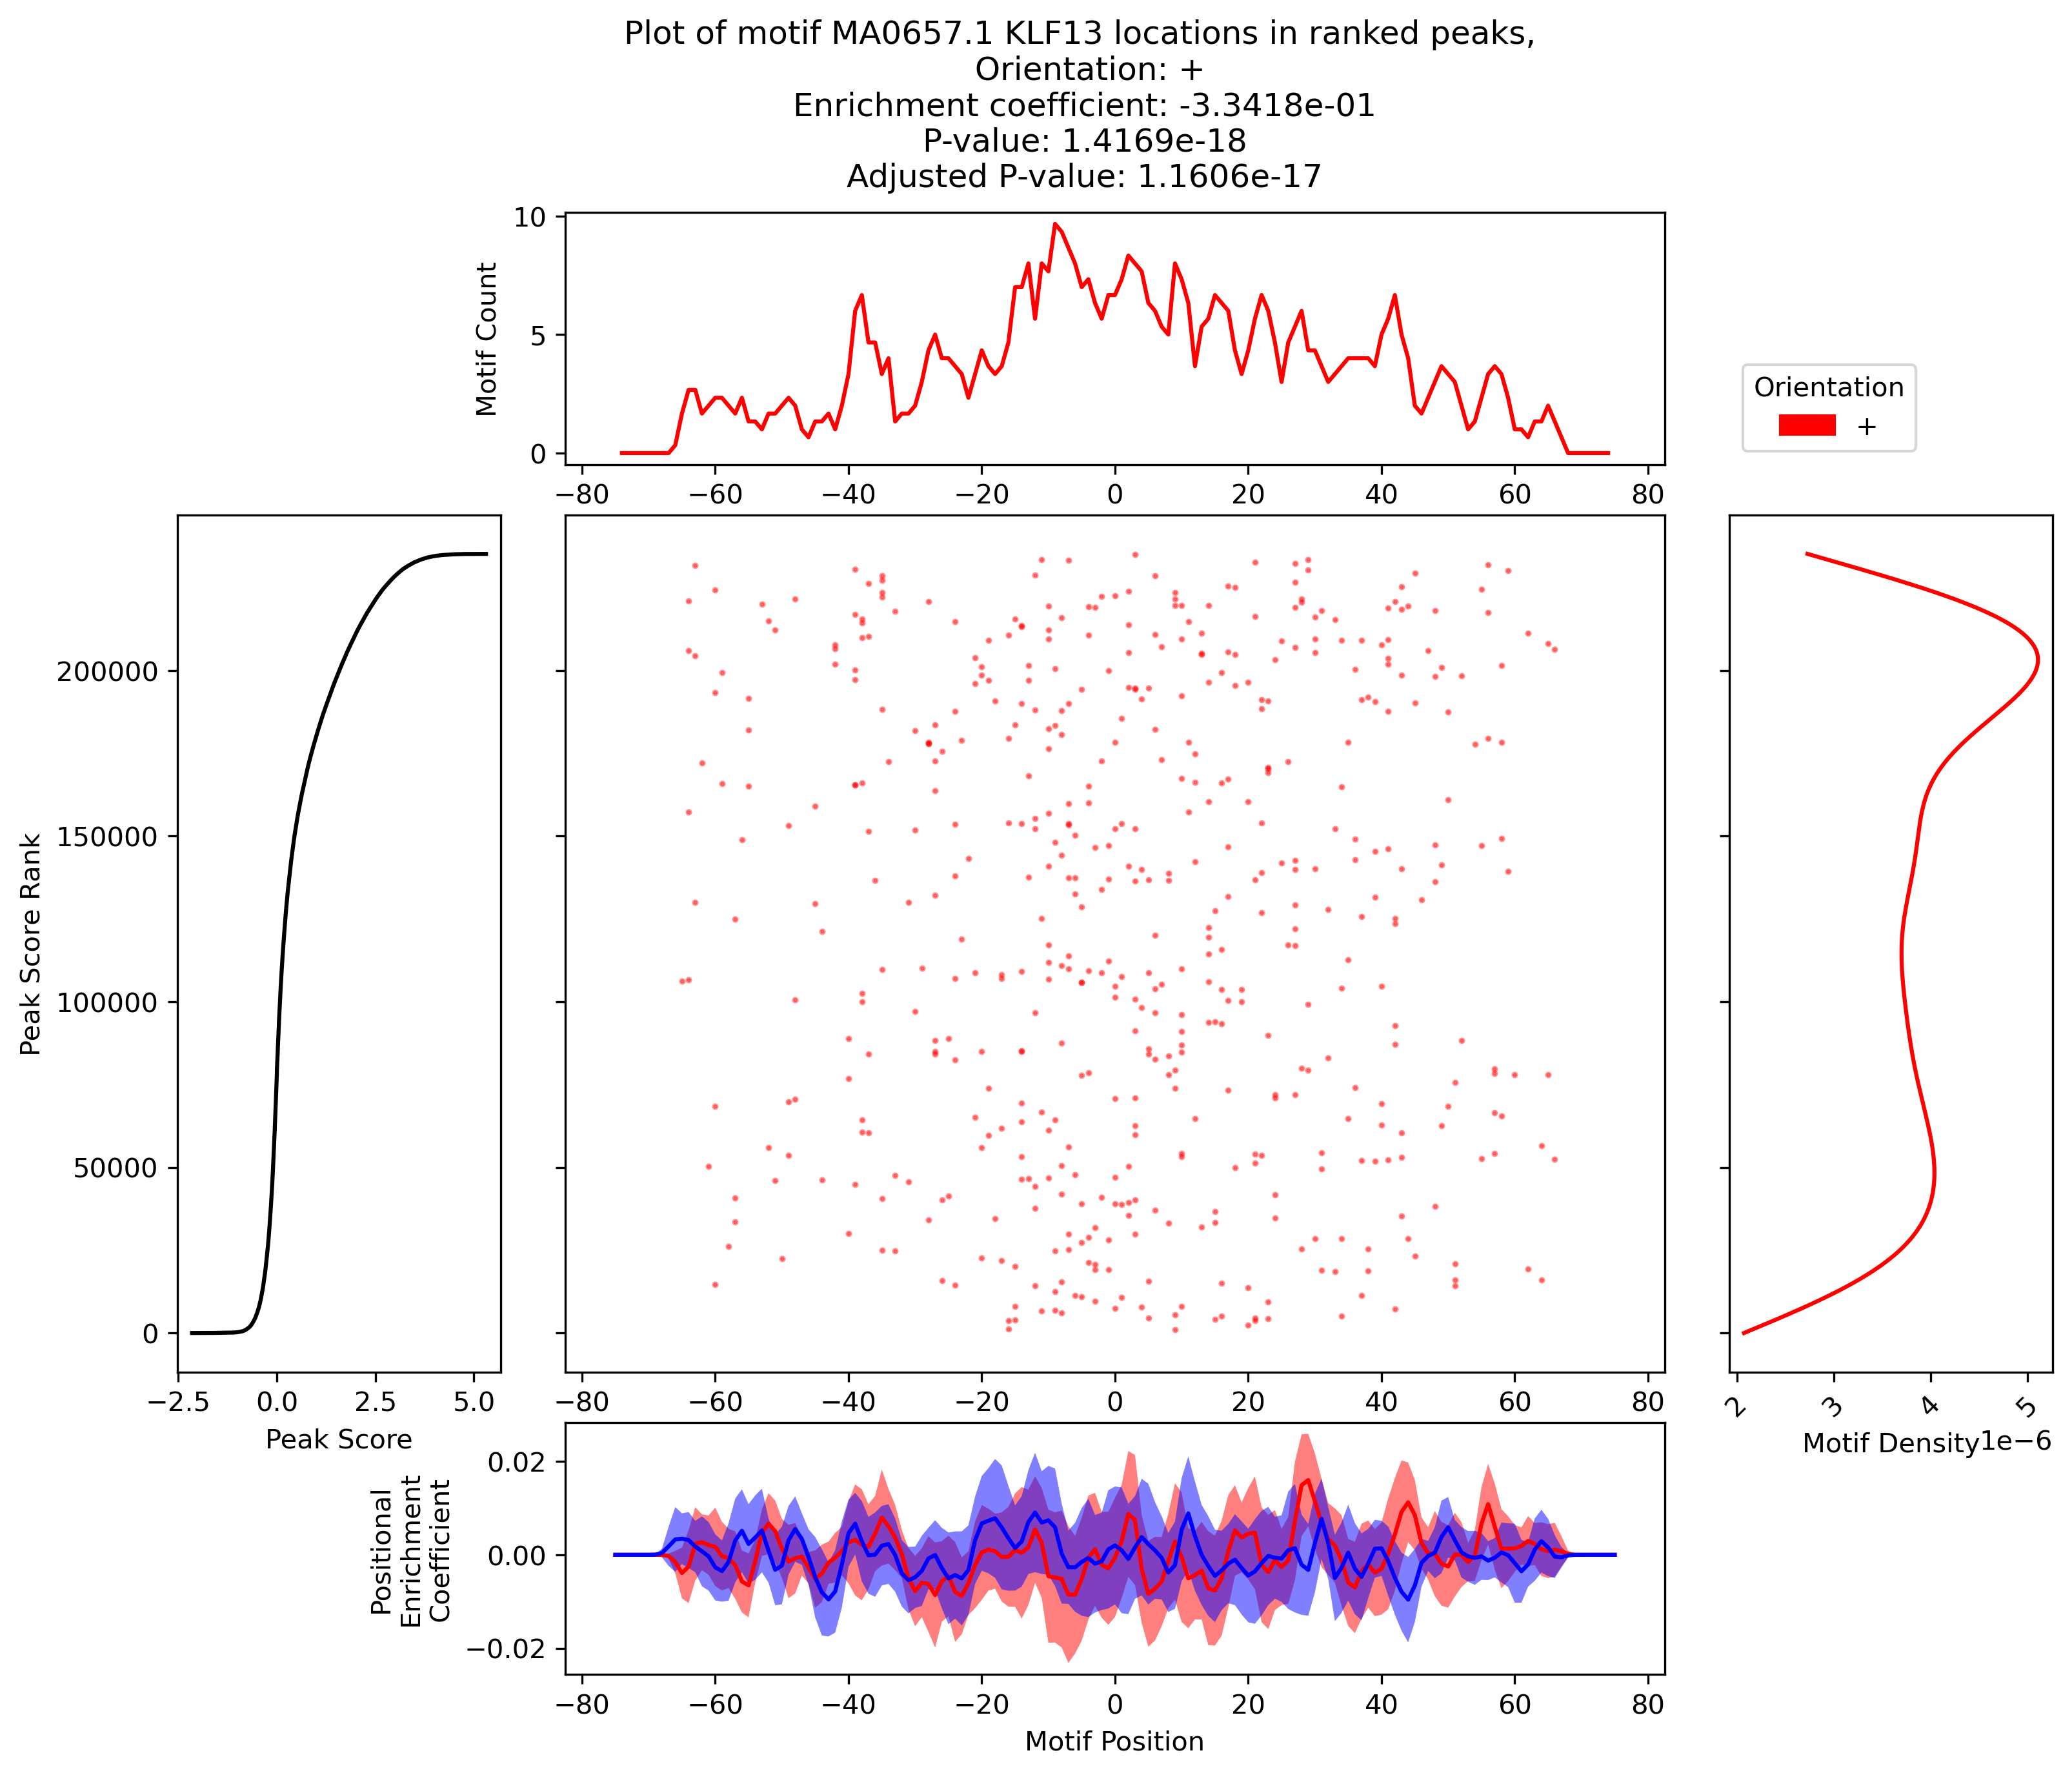 Plot of motif MA0657.1 KLF13 locations in ranked peaks,
Orientation: +
Enrichment coefficient: -3.3418e-01
P-value: 1.4169e-18
Adjusted P-value: 1.1606e-17
10
5
0
Motif Count
−80 −60 −40 −20 0 20 40 60 80
Orientation
+
Peak Score Rank
200000
150000
100000
50000
0
−2.5 0.0 2.5 5.0
Peak Score
−80 −60 −40 −20 0 20 40 60 80
2 3 4 5
Motif Density
1e−6
Positional
Enrichment
Coefficient
0.02
0.00
−0.02
−80 −60 −40 −20 0 20 40 60 80
Motif Position